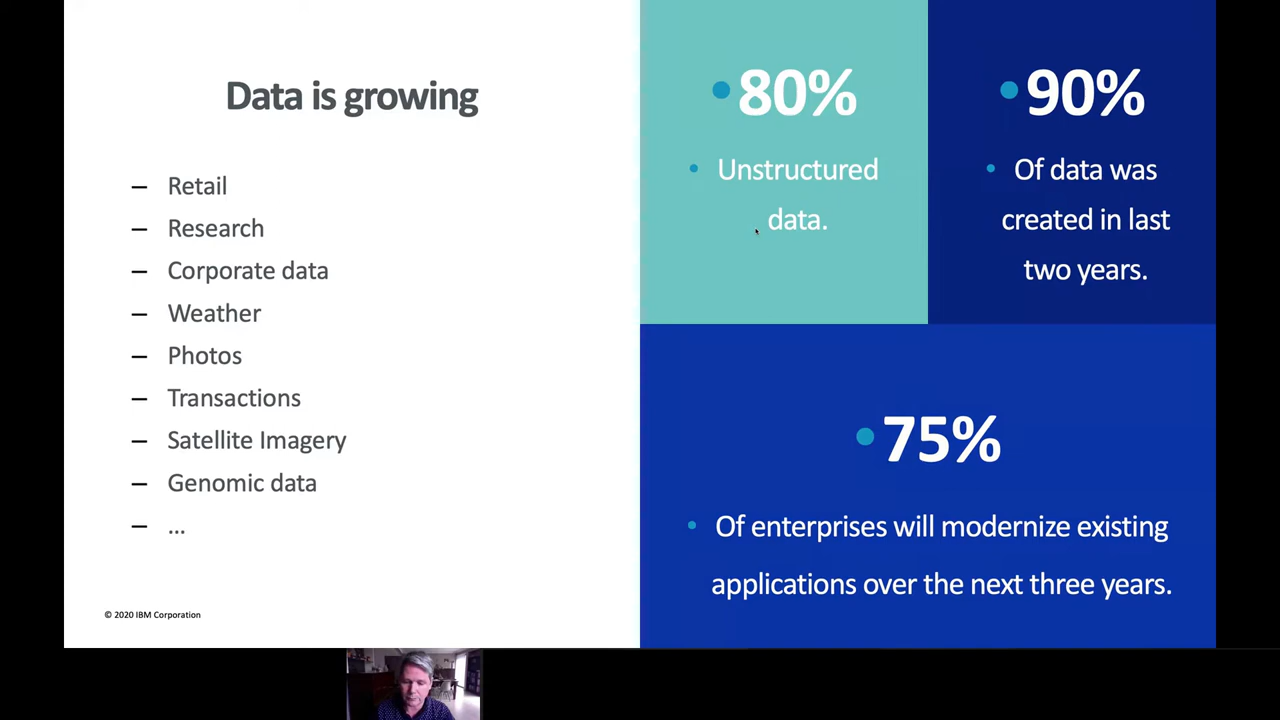 Data is growing
– Retail
– Research
– Corporate data
– Weather
– Photos
– Transactions
– Satellite Imagery
– Genomic data
– ...
© 2020 IBM Corporation
• 80%
• Unstructured
data.
• 90%
• Of data was
created in last
two years.
• 75%
• Of enterprises will modernize existing
applications over the next three years.